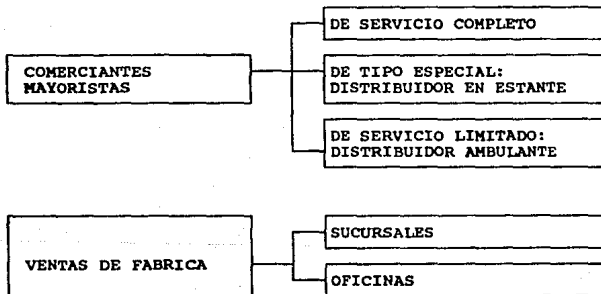 DE SERVICIO COMPLETO
COMERCIANTES
MAYORISTAS
DE TIPO ESPECIAL:
DISTRIBUIDOR EN ESTANTE
DE SERVICIO LIMITADO:
DISTRIBUIDOR AMBULANTE
VENTAS DE FABRICA
SUCURSALES
OFICINAS